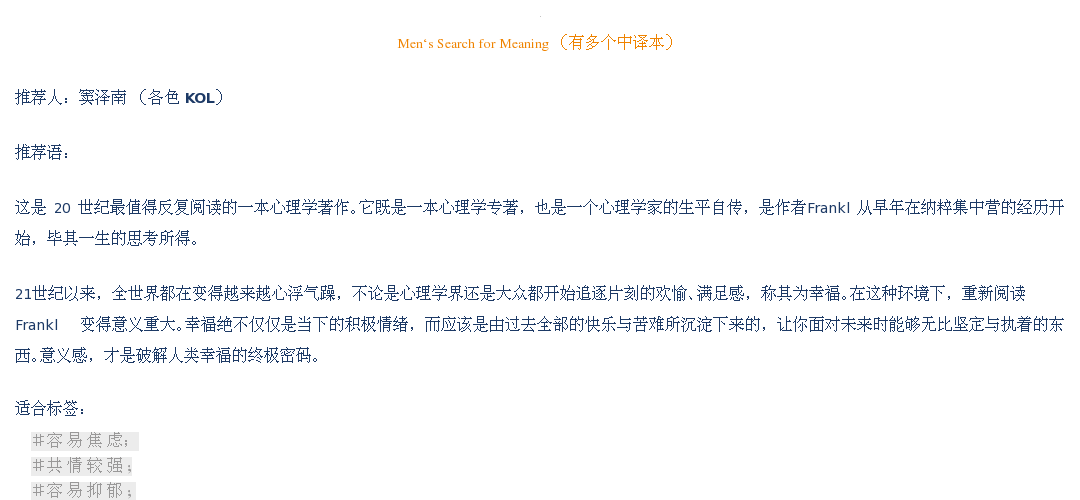 Men‘s Search for Meaning（有多个中译本）
推荐人：窦泽南（各色 KOL）
推荐语：
这是 20 世纪最值得反复阅读的一本心理学著作。它既是一本心理学专著，也是一个心理学家的生平自传，是作者Frankl 从早年在纳粹集中营的经历开
始，毕其一生的思考所得。
21世纪以来，全世界都在变得越来越心浮气躁，不论是心理学界还是大众都开始追逐片刻的欢愉、满足感，称其为幸福。在这种环境下，重新阅读
Frankl 变得意义重大。幸福绝不仅仅是当下的积极情绪，而应该是由过去全部的快乐与苦难所沉淀下来的，让你面对未来时能够无比坚定与执着的东
西。意义感，才是破解人类幸福的终极密码。
适合标签：
#容易焦虑；
#共情较强；
#容易抑郁；